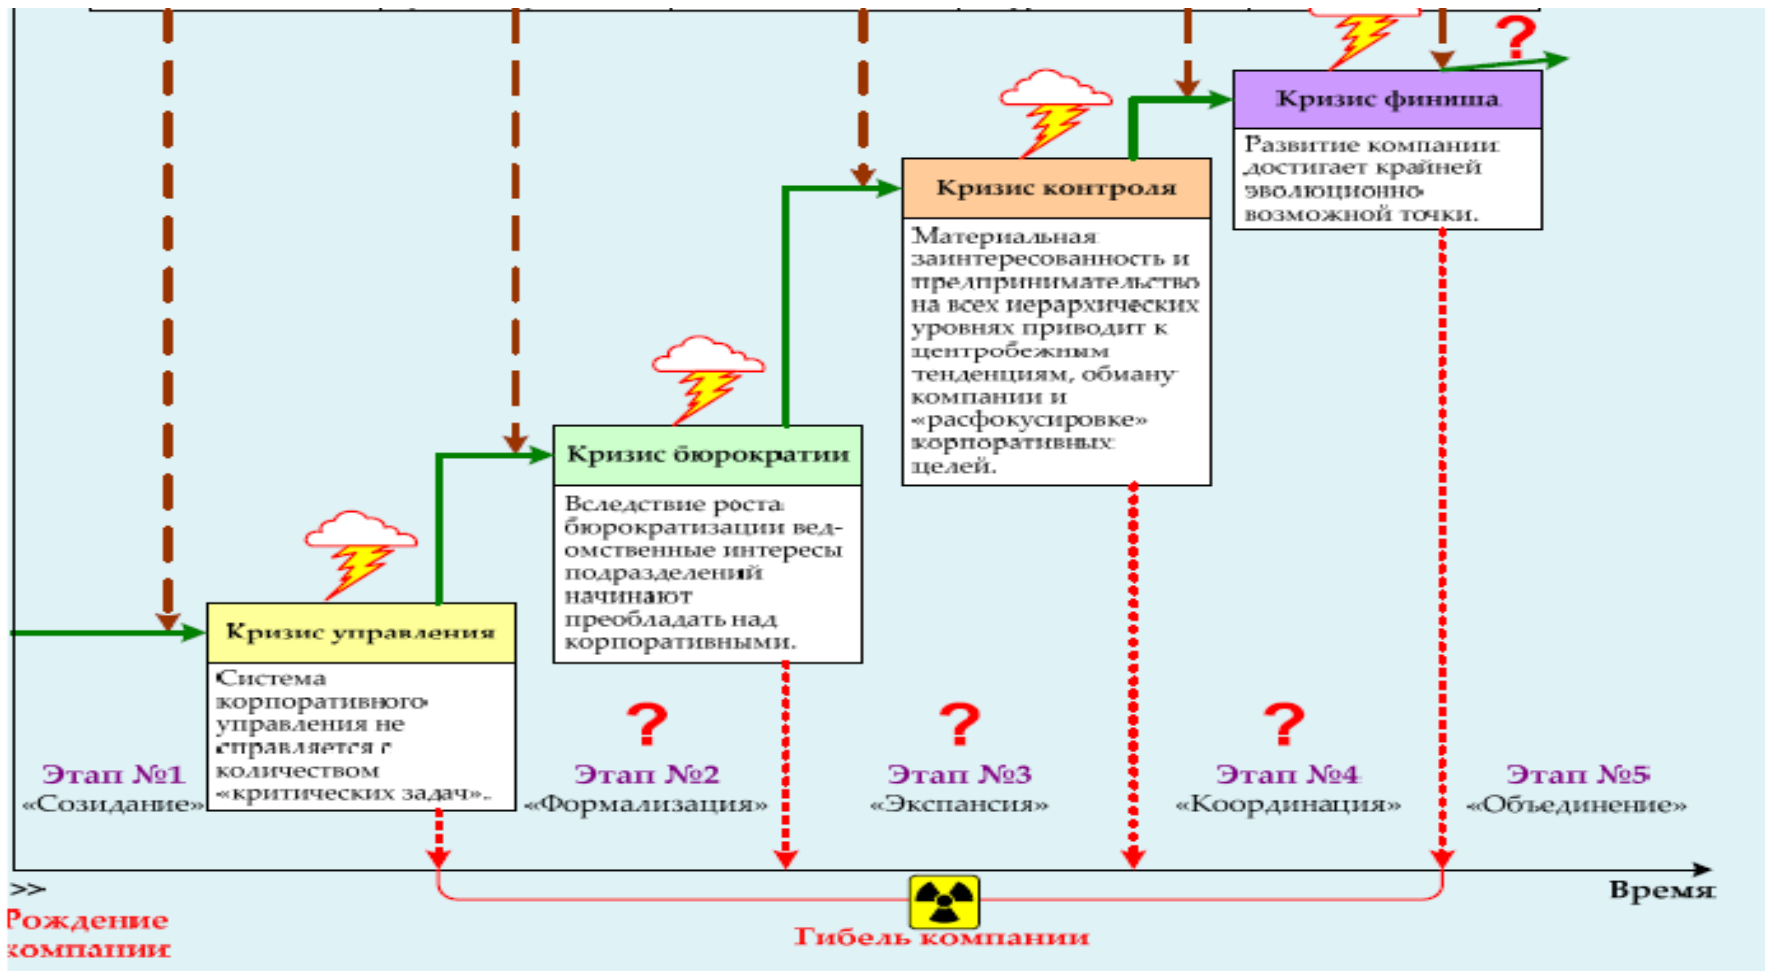 ?
Кризис финиша
Развитие компании
достигает крайней
эволюционно
возможной точки.
Кризис контроля
Материальная
заинтересованность и
предпринимательство
на всех иерархических
уровнях приводит к
центробежным
тенденциям, обману
компании и
«расфокусировке»
корпоративных
целей.
Кризис бюрократии
Вследствие роста
бюрократизации вед-
омственные интересы
подразделений
начинают
преобладать над
корпоративными.
Кризис управления
Система
корпоративного
управления не
справляется с
количеством
«критических задач».
? ? ?
Этап №1 Этап №2 Этап №3 Этап №4 Этап №5
«Созидание» «Формализация» «Экспансия» «Координация» «Объединение»
>>
Время
Рождение
компании
Гибель компании